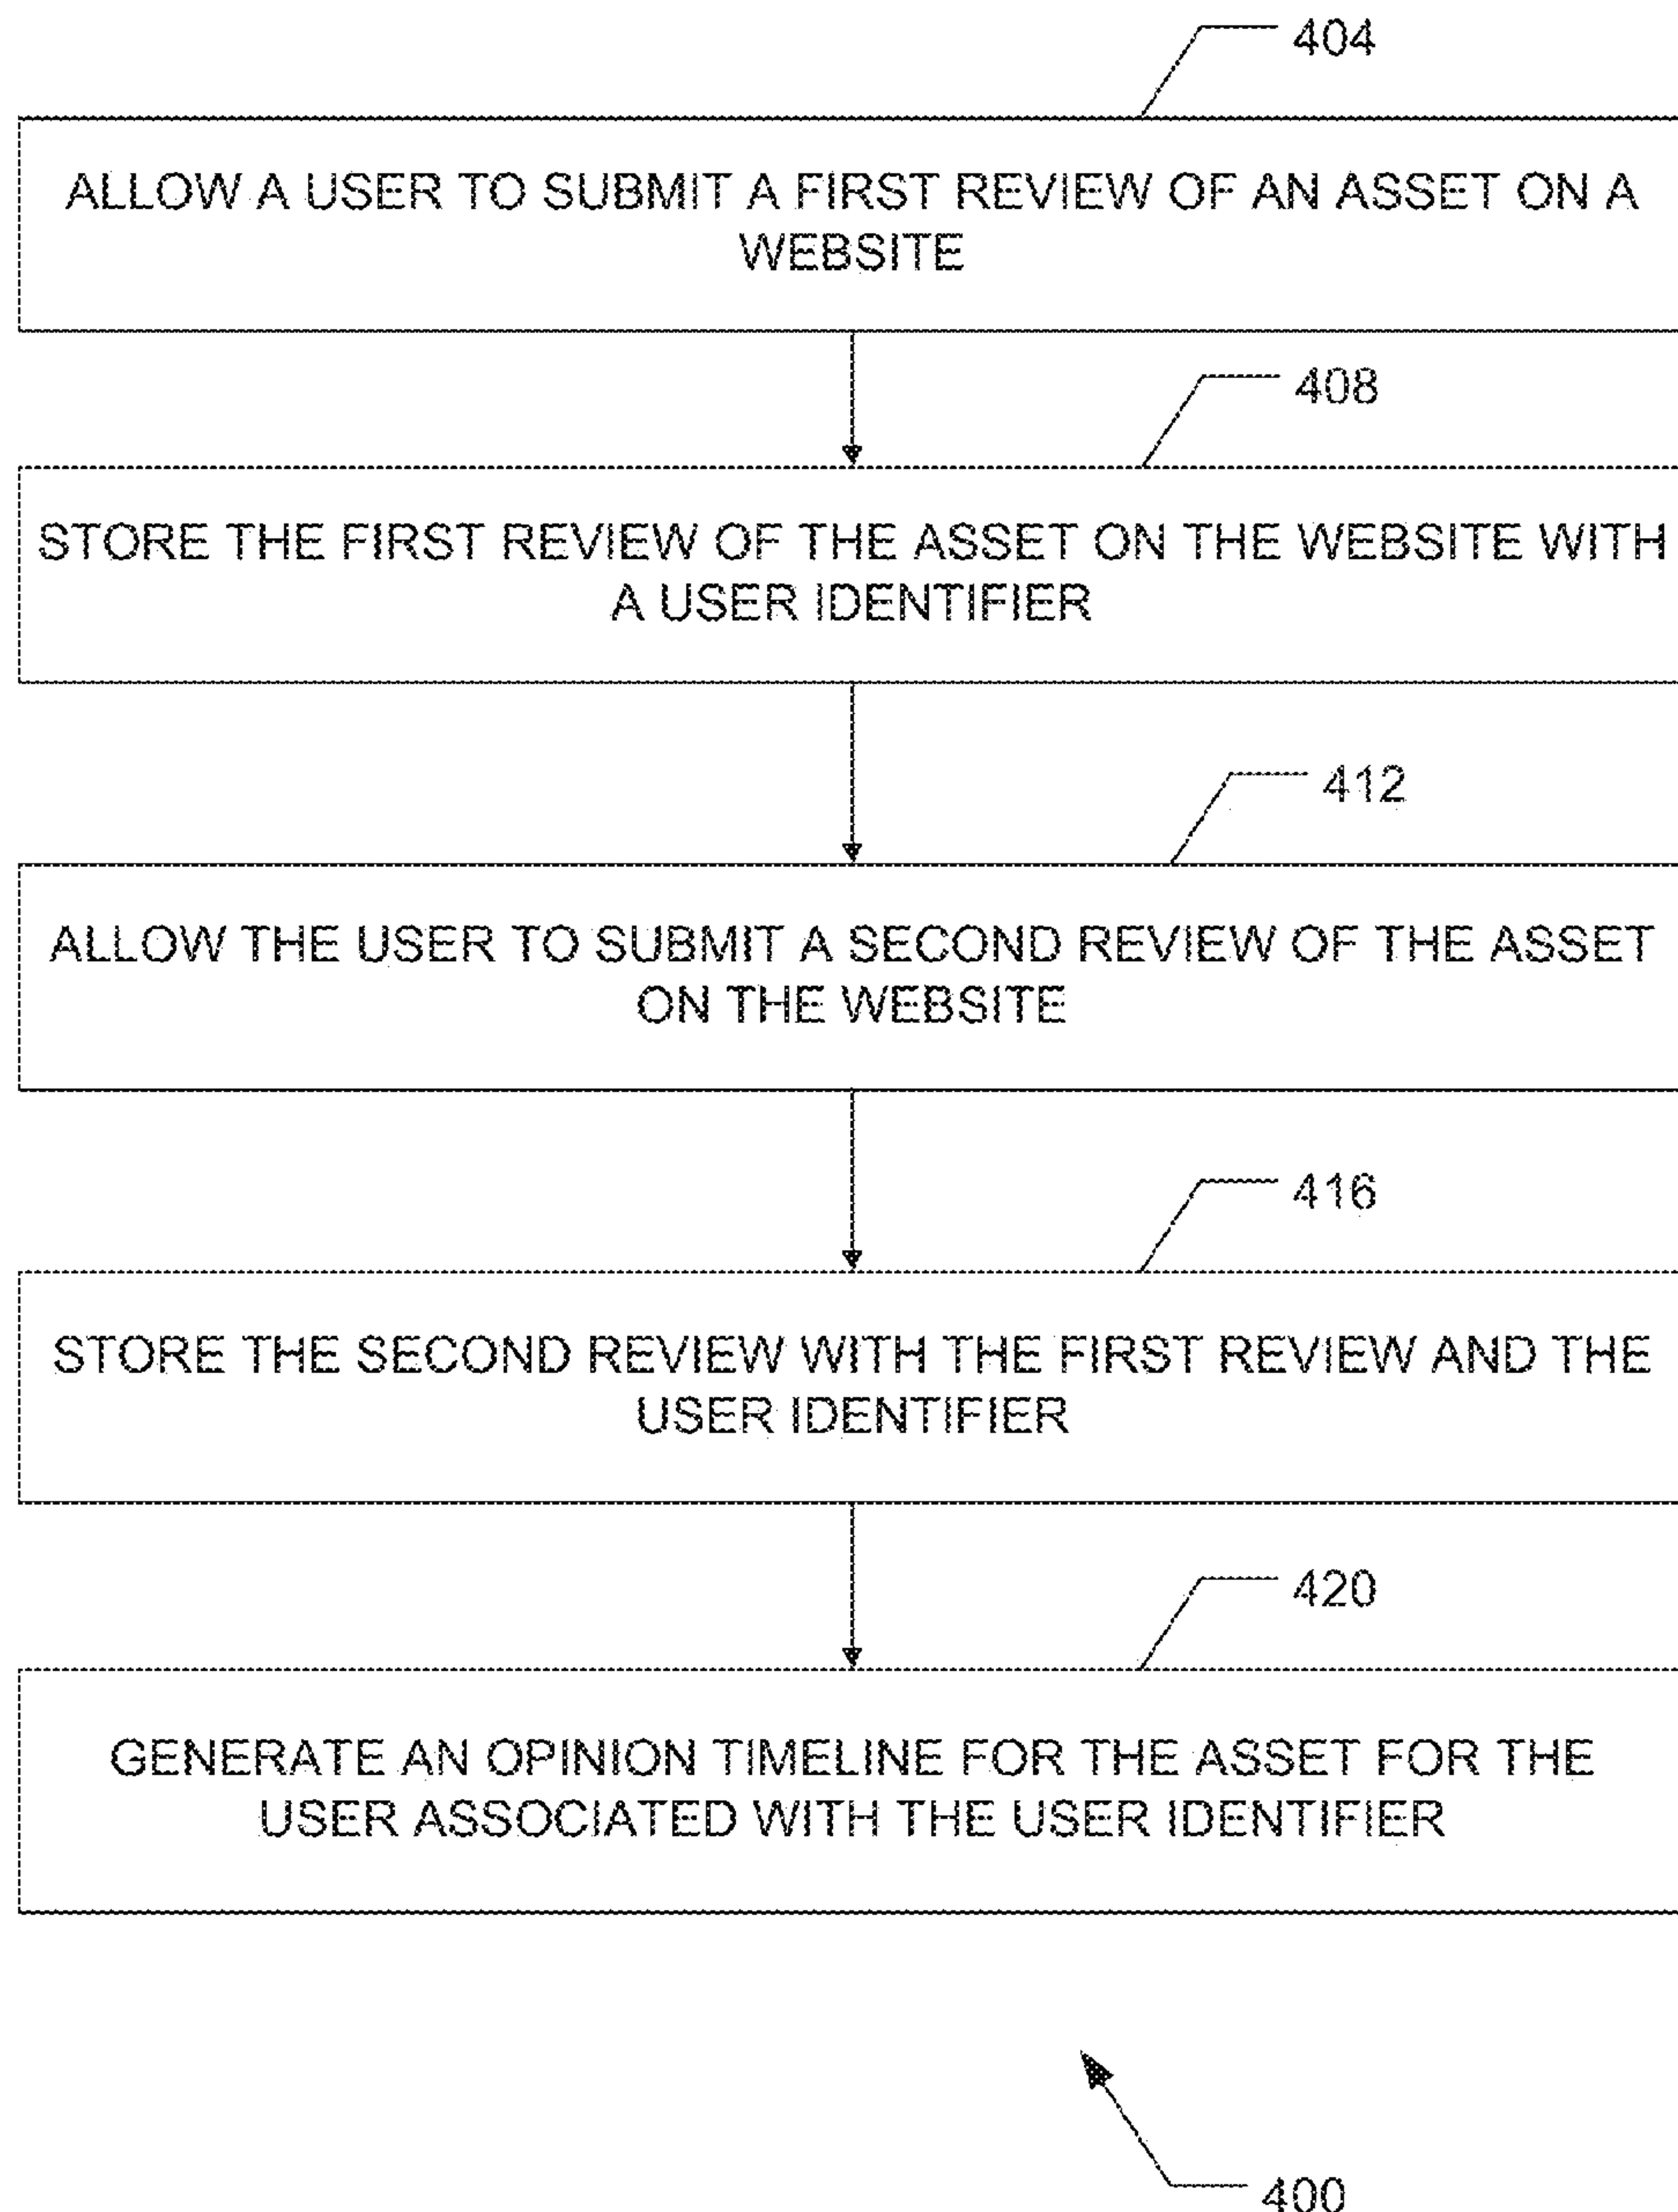 404
ALLOW A USER TO SUBMIT A FIRST REVIEW OF AN ASSET ON A
WEBSITE
408
STORE THE FIRST REVIEW OF THE ASSET ON THE WEBSITE WITH
A USER IDENTIFIER
412
ALLOW THE USER TO SUBMIT A SECOND REVIEW OF THE ASSET
ON THE WEBSITE
416
STORE THE SECOND REVIEW WITH THE FIRST REVIEW AND THE
USER IDENTIFIER
420
GENERATE AN OPINION TIMELINE FOR THE ASSET FOR THE
USER ASSOCIATED WITH THE USER IDENTIFIER
400